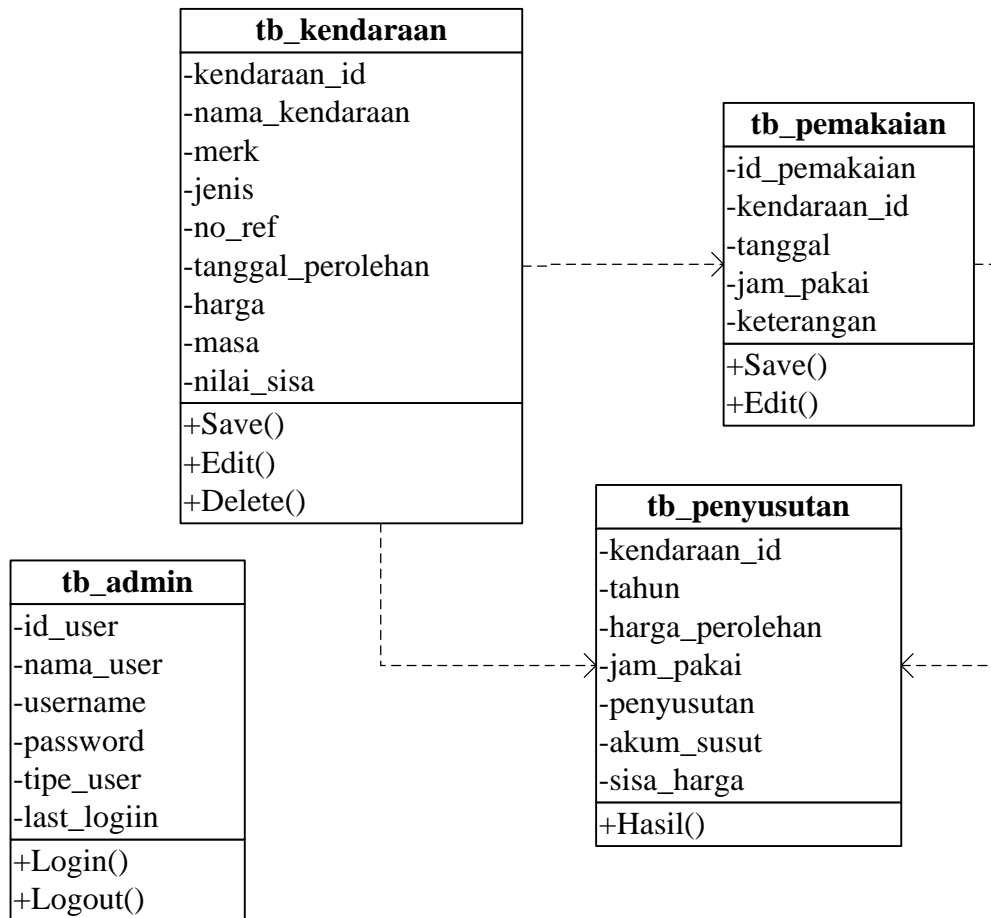 tb_kendaraan
-kendaraan_id
-nama_kendaraan
-merk
-jenis
-no_ref
-tanggal_perolehan
-harga
-masa
-nilai_sisa
+Save()
+Edit()
+Delete()
tb_pemakaian
-id_pemakaian
-kendaraan_id
-tanggal
-jam_pakai
-keterangan
+Save()
+Edit()
tb_admin
-id_user
-nama_user
-username
-password
-tipe_user
-last_logiin
+Login()
+Logout()
tb_penyusutan
-kendaraan_id
-tahun
-harga_perolehan
-jam_pakai
-penyusutan
-akum_susut
-sisa_harga
+Hasil()